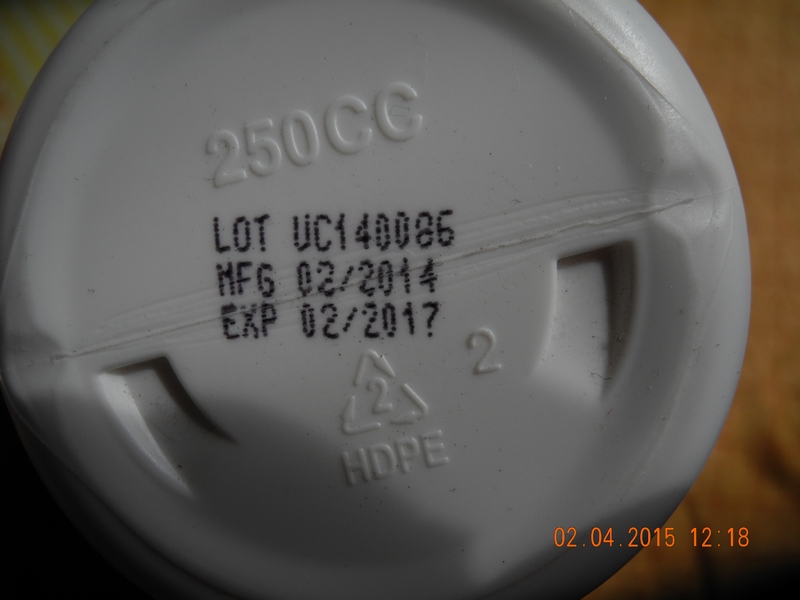 250CC
LOT UC140086
MFG 02/2014
EXP 02/2017
2
2
HDPE
02.04.2015 12:18